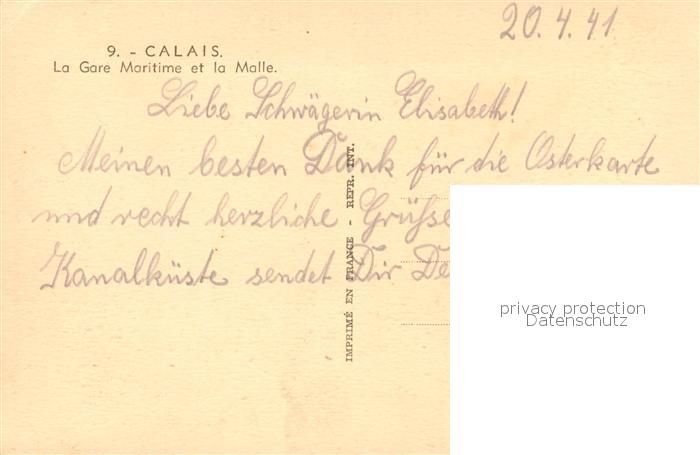 20.4.41
9. - CALAIS.
La Gare Maritime et la Malle.
Liebe Schwägerin Elisabeth!
Meinen besten Dank für die Osterkarte
und recht herzliche Grüsse
Kanalküste sendet Dir De
IMPRIMÉ EN FRANCE - REPR. INT.
privacy protection
Datenschutz